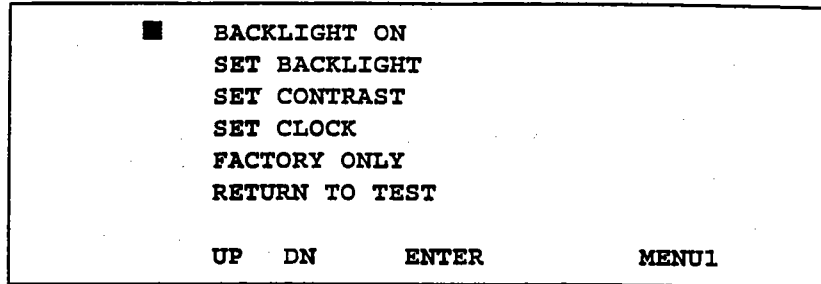 BACKLIGHT ON
SET BACKLIGHT
SET CONTRAST
SET CLOCK
FACTORY ONLY
RETURN TO TEST
UP DN ENTER MENU1